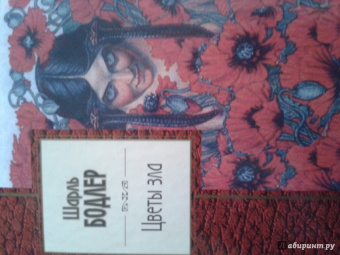 Шарль
БОДЛЕР
Цветы зла
Лабиринт.ру